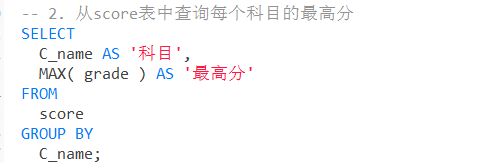 -- 2. 从score表中查询每个科目的最高分
SELECT
C_name AS '科目',
MAX( grade ) AS '最高分'
FROM
score
GROUP BY
C_name;